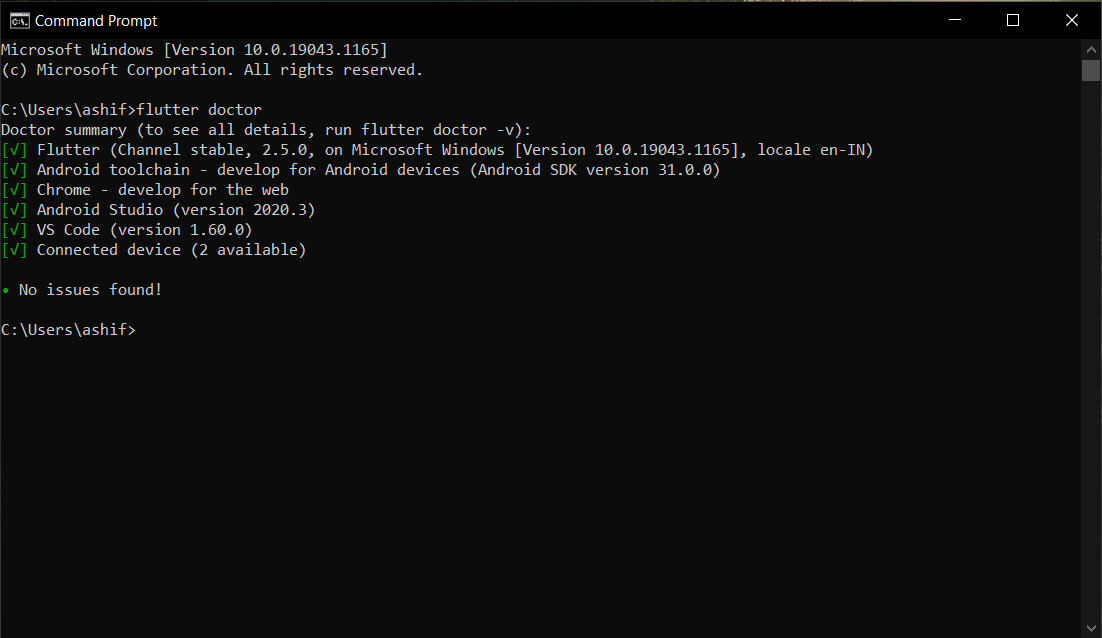 Command Prompt
Microsoft Windows [Version 10.0.19043.1165]
(c) Microsoft Corporation. All rights reserved.
C:\Users\ashif>flutter doctor
Doctor summary (to see all details, run flutter doctor -v):
[√] Flutter (Channel stable, 2.5.0, on Microsoft Windows [Version 10.0.19043.1165], locale en-IN)
[√] Android toolchain - develop for Android devices (Android SDK version 31.0.0)
[√] Chrome - develop for the web
[√] Android Studio (version 2020.3)
[√] VS Code (version 1.60.0)
[√] Connected device (2 available)
• No issues found!
C:\Users\ashif>